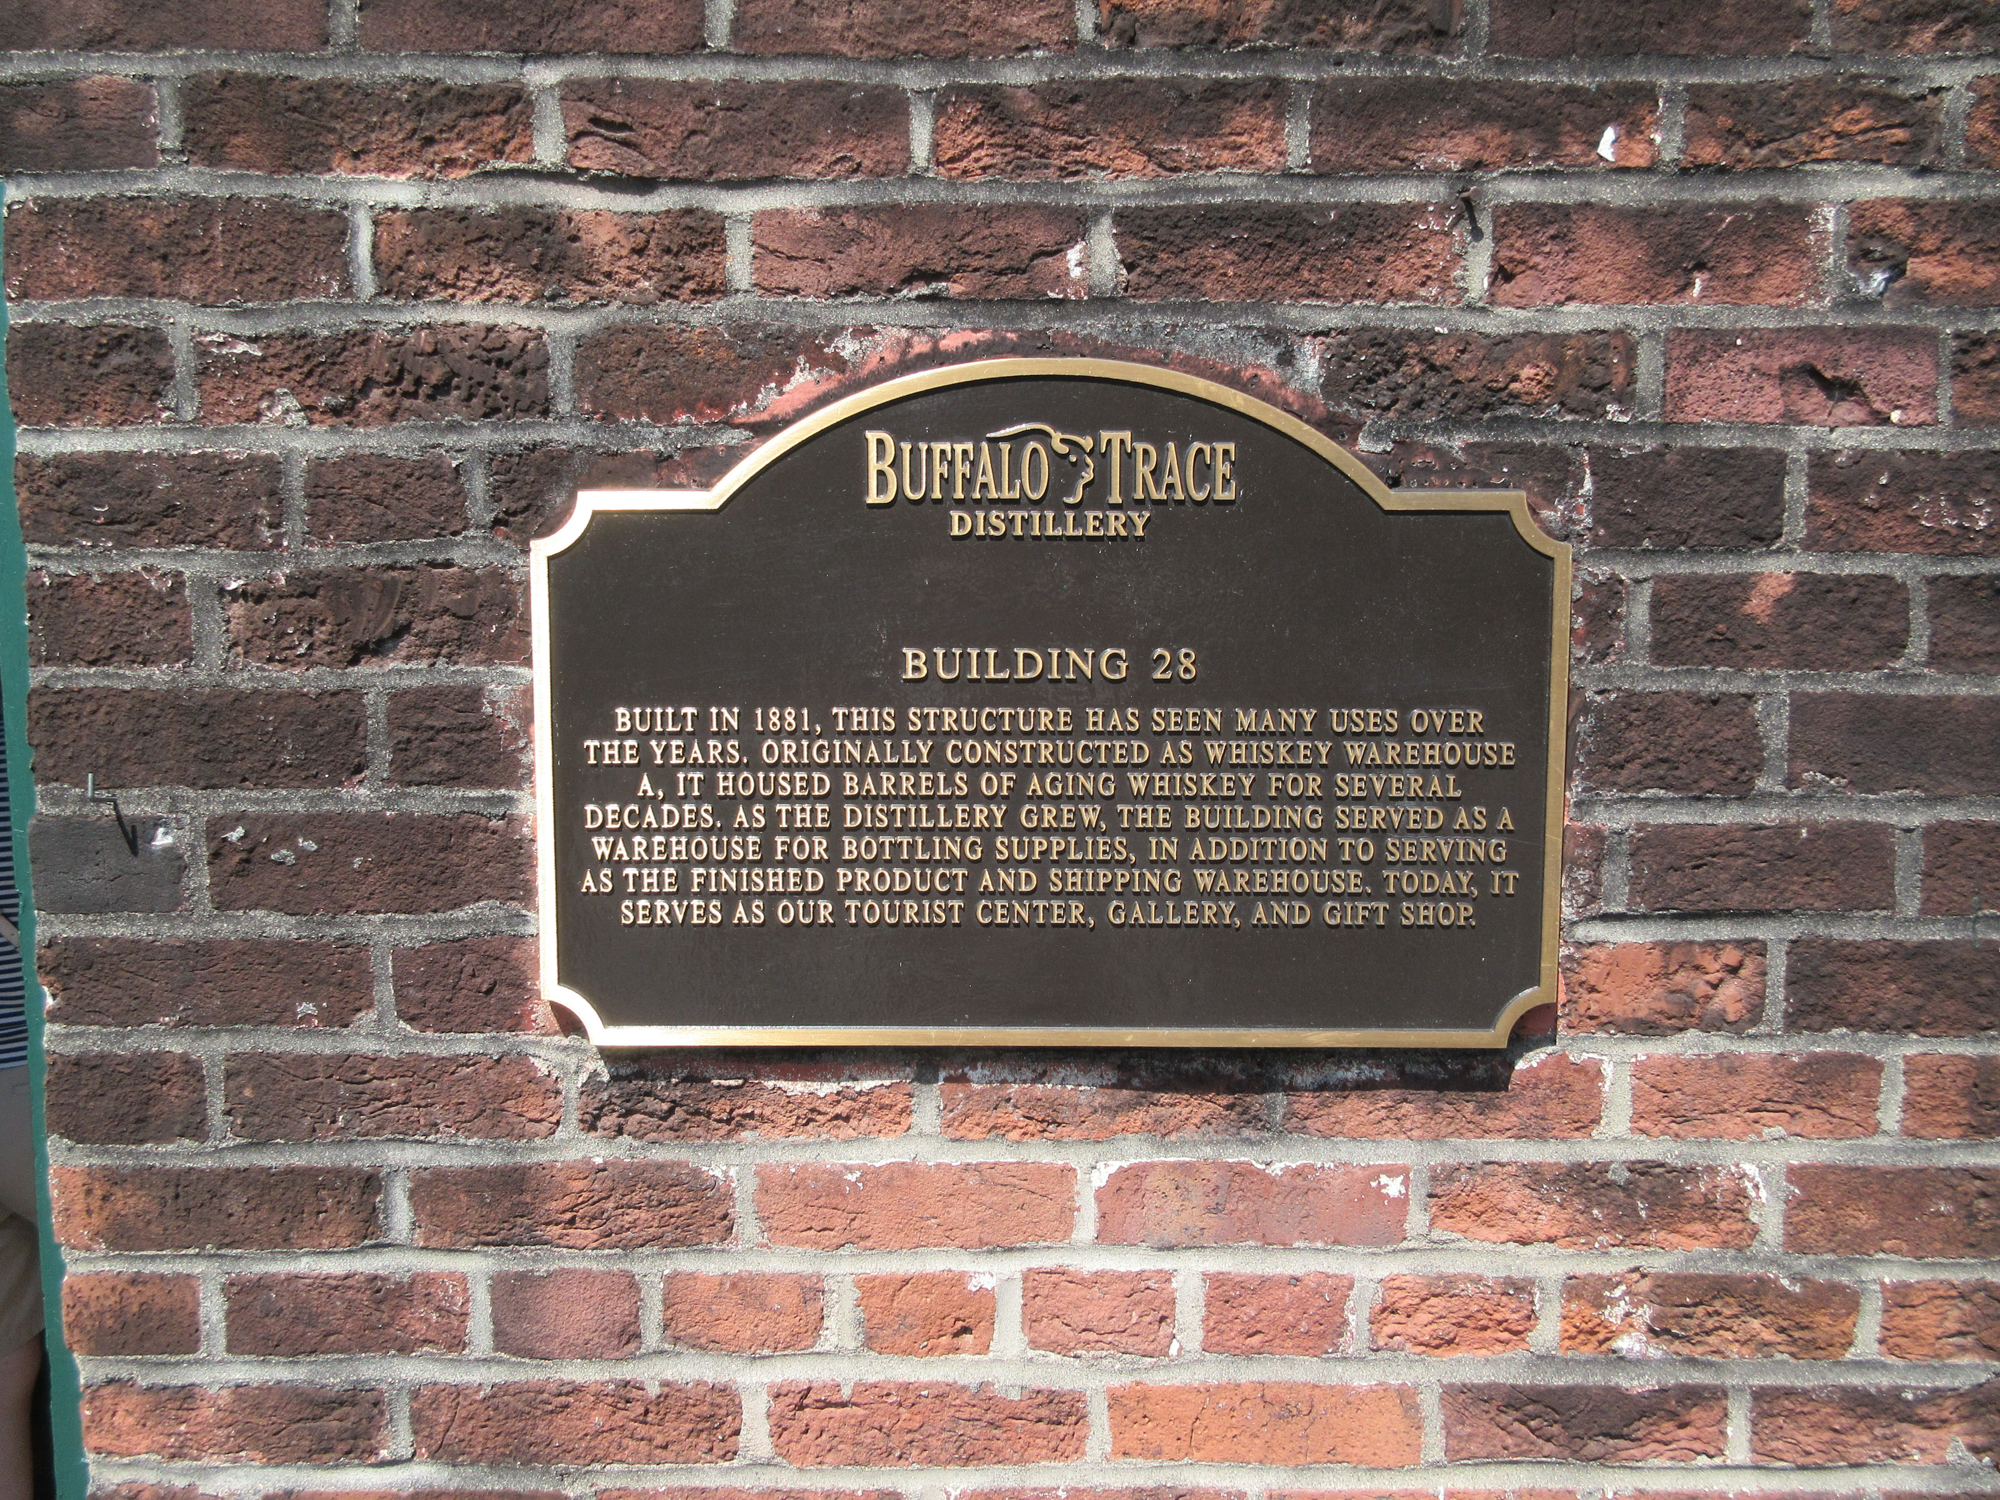 BUFFALO TRACE
DISTILLERY
BUILDING 28
BUILT IN 1881, THIS STRUCTURE HAS SEEN MANY USES OVER
THE YEARS. ORIGINALLY CONSTRUCTED AS WHISKEY WAREHOUSE
A, IT HOUSED BARRELS OF AGING WHISKEY FOR SEVERAL
DECADES. AS THE DISTILLERY GREW, THE BUILDING SERVED AS A
WAREHOUSE FOR BOTTLING SUPPLIES, IN ADDITION TO SERVING
AS THE FINISHED PRODUCT AND SHIPPING WAREHOUSE. TODAY, IT
SERVES AS OUR TOURIST CENTER, GALLERY, AND GIFT SHOP.